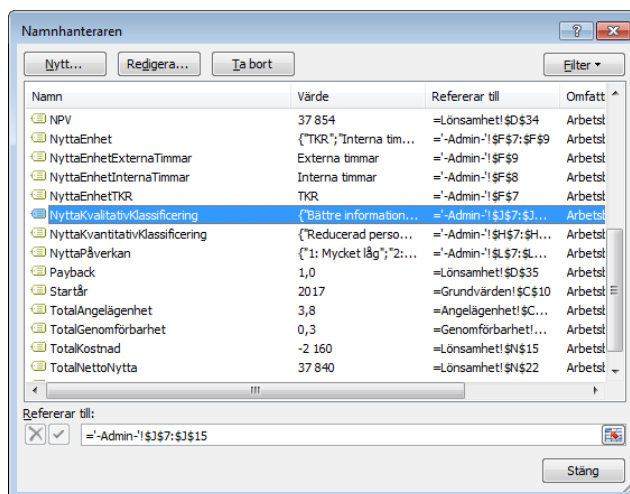 Namnhanteraren
Nytt... Redigera... Ta bort Filter
Namn Värde Refererar till Omfatt
NPV 37 854 =Lönsamhet!$D$34 Arbetsb
NyttaEnhet {"TKR";"Interna tim... ='-Admin-'!$F$7:$F$9 Arbetsb
NyttaEnhetExternaTimmar Externa timmar ='-Admin-'!$F$9 Arbetsb
NyttaEnhetInternaTimmar Interna timmar ='-Admin-'!$F$8 Arbetsb
NyttaEnhetTKR TKR ='-Admin-'!$F$7 Arbetsb
NyttaKvalitativKlassificering {"Bättre information... ='-Admin-'!$J$7:$J... Arbetsb
NyttaKvantitativKlassificering {"Reducerad perso... ='-Admin-'!$H$7:$H... Arbetsb
NyttaPåverkan {"1: Mycket låg";"2:... ='-Admin-'!$L$7:$L... Arbetsb
Payback 1,0 =Lönsamhet!$D$35 Arbetsb
Startår 2017 =Grundvärden!$C$10 Arbetsb
TotalAngelägenhet 3,8 =Angelägenhet!$C... Arbetsb
TotalGenomförbarhet 0,3 =Genomförbarhet!... Arbetsb
TotalKostnad -2 160 =Lönsamhet!$N$15 Arbetsb
TotalNettoNytta 37 840 =Lönsamhet!$N$22 Arbetsb
Refererar till:
='-Admin-'!$J$7:$J$15
Stäng